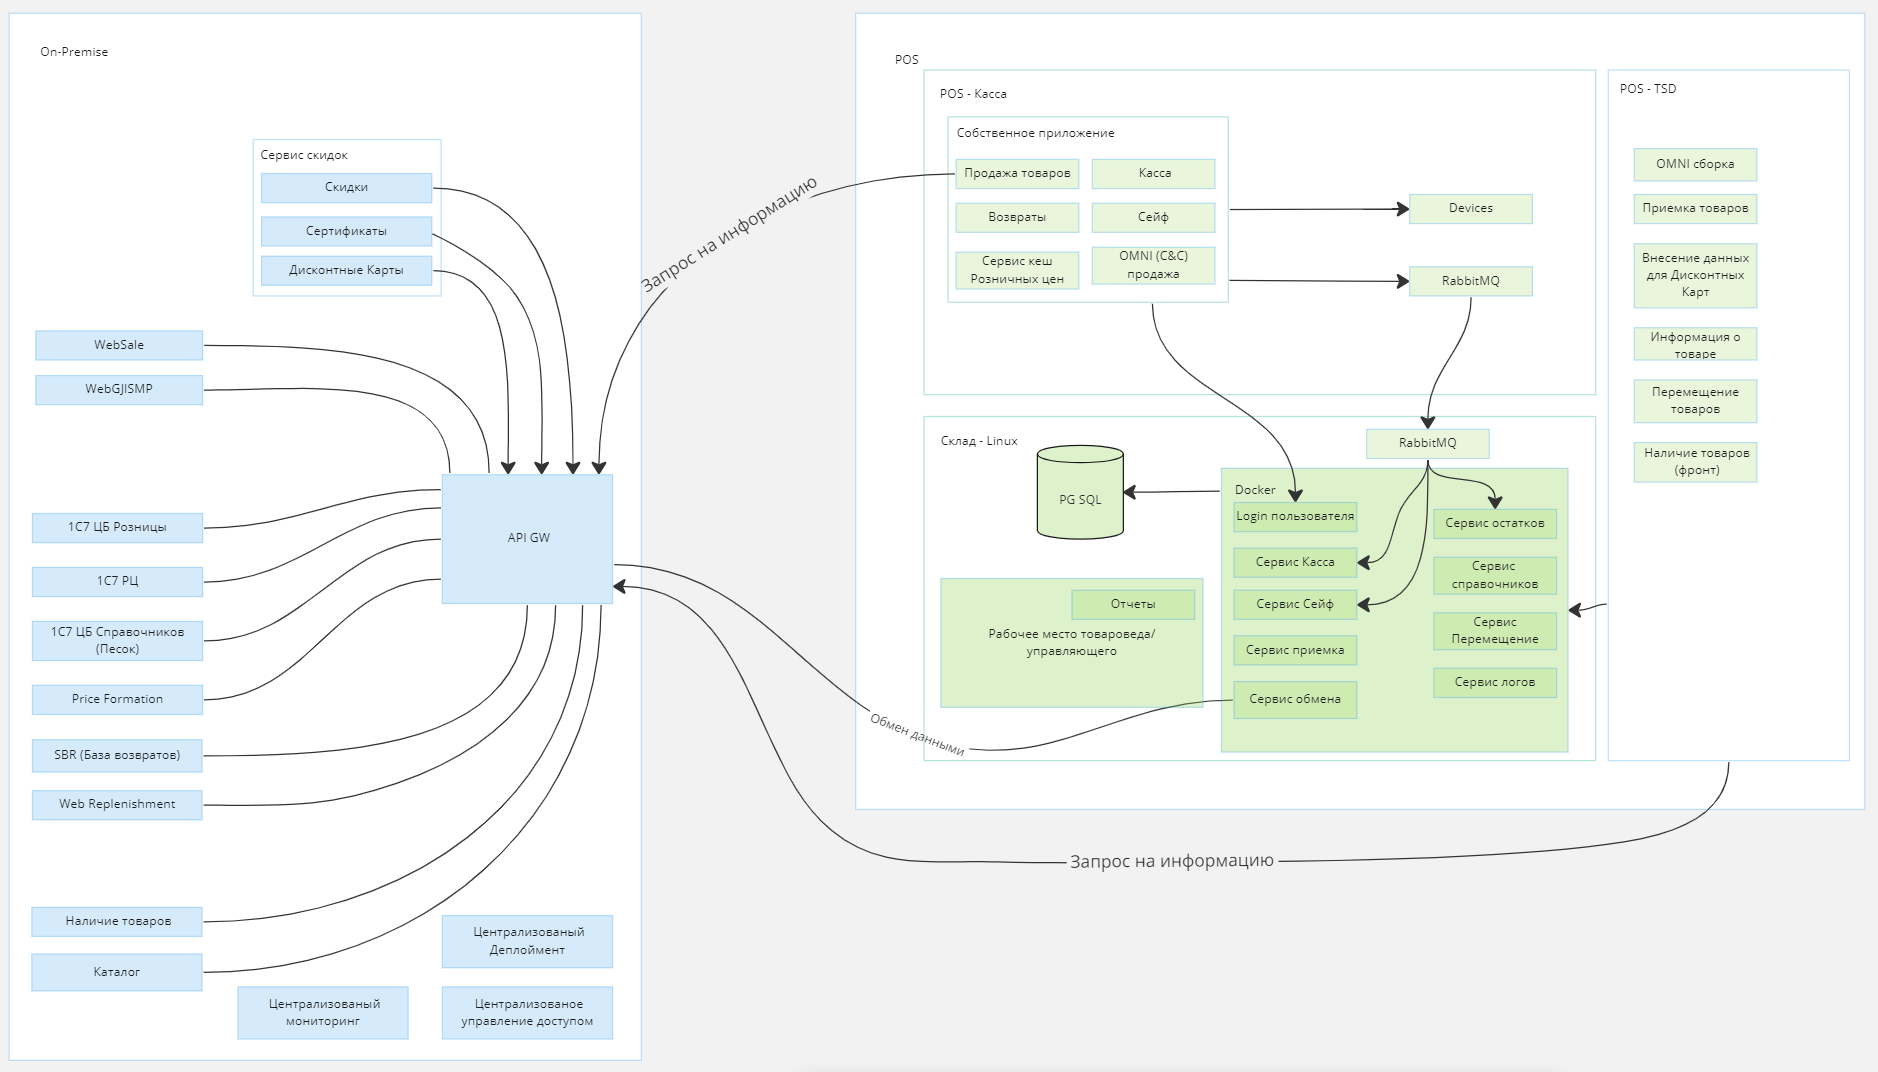 On-Premise
Сервис скидок
Скидки
Сертификаты
Дисконтные Карты
WebSale
WebGJISMP
1С7 ЦБ Розницы
1С7 РЦ
1С7 ЦБ Справочников
(Песок)
Price Formation
SBR (База возвратов)
Web Replenishment
Наличие товаров
Каталог
API GW
Централизованый
Деплоймент
Централизованый
мониторинг
Централизованое
управление доступом
Запрос на информацию
Обмен данными
Запрос на информацию
POS
POS - Касса
Собственное приложение
Продажа товаров
Касса
Возвраты
Сейф
Сервис кеш
Розничных цен
OMNI (C&C)
продажа
Devices
RabbitMQ
Склад - Linux
PG SQL
RabbitMQ
Docker
Login пользователя
Сервис Касса
Сервис Сейф
Сервис приемка
Сервис обмена
Сервис остатков
Сервис
справочников
Сервис
Перемещение
Сервис логов
Отчеты
Рабочее место товароведа/
управляющего
POS - TSD
OMNI сборка
Приемка товаров
Внесение данных
для Дисконтных
Карт
Информация о
товаре
Перемещение
товаров
Наличие товаров
(фронт)